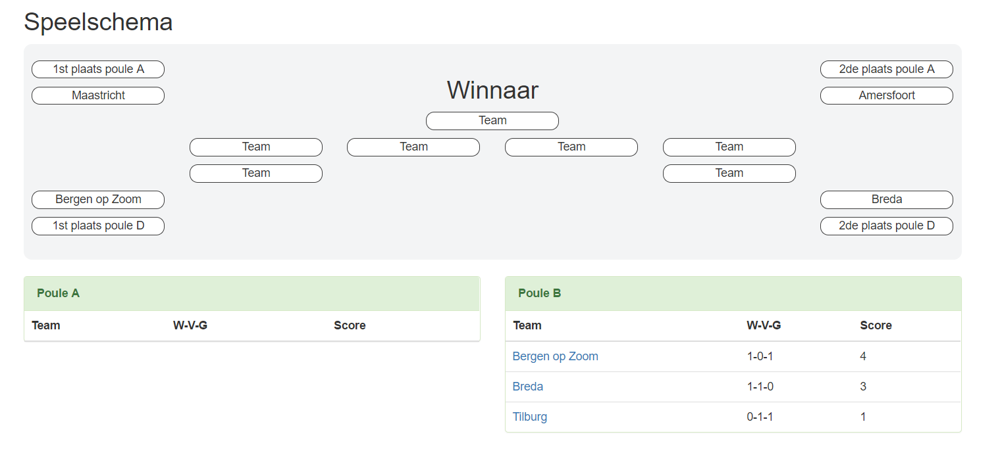 Speelschema
1st plaats poule A
2de plaats poule A
Maastricht
Winnaar
Amersfoort
Team
Team Team Team Team
Team Team
Bergen op Zoom
Breda
1st plaats poule D
2de plaats poule D
Poule A
Team W-V-G Score
Poule B
Team W-V-G Score
Bergen op Zoom 1-0-1 4
Breda 1-1-0 3
Tilburg 0-1-1 1